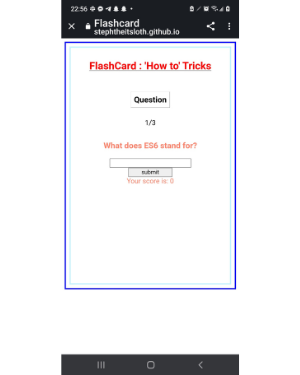 22:56
Flashcard
stephtheitsloth.github.io
FlashCard : 'How to' Tricks
Question
1/3
What does ES6 stand for?
submit
Your score is: 0